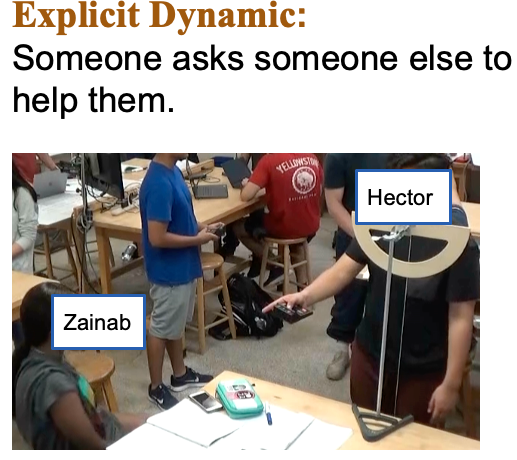 Explicit Dynamic:
Someone asks someone else to
help them.
YELLOWSTONE
Hector
Zainab